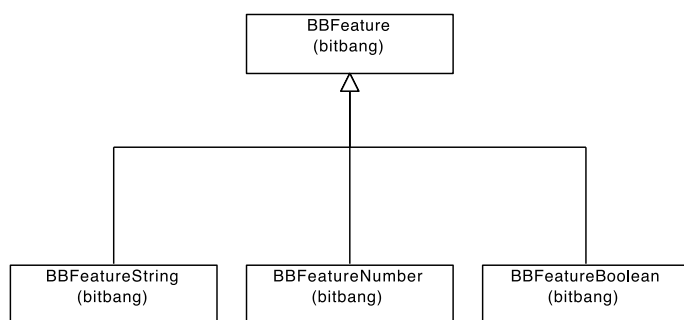 BBFeature
(bitbang)
BBFeatureString
(bitbang)
BBFeatureNumber
(bitbang)
BBFeatureBoolean
(bitbang)